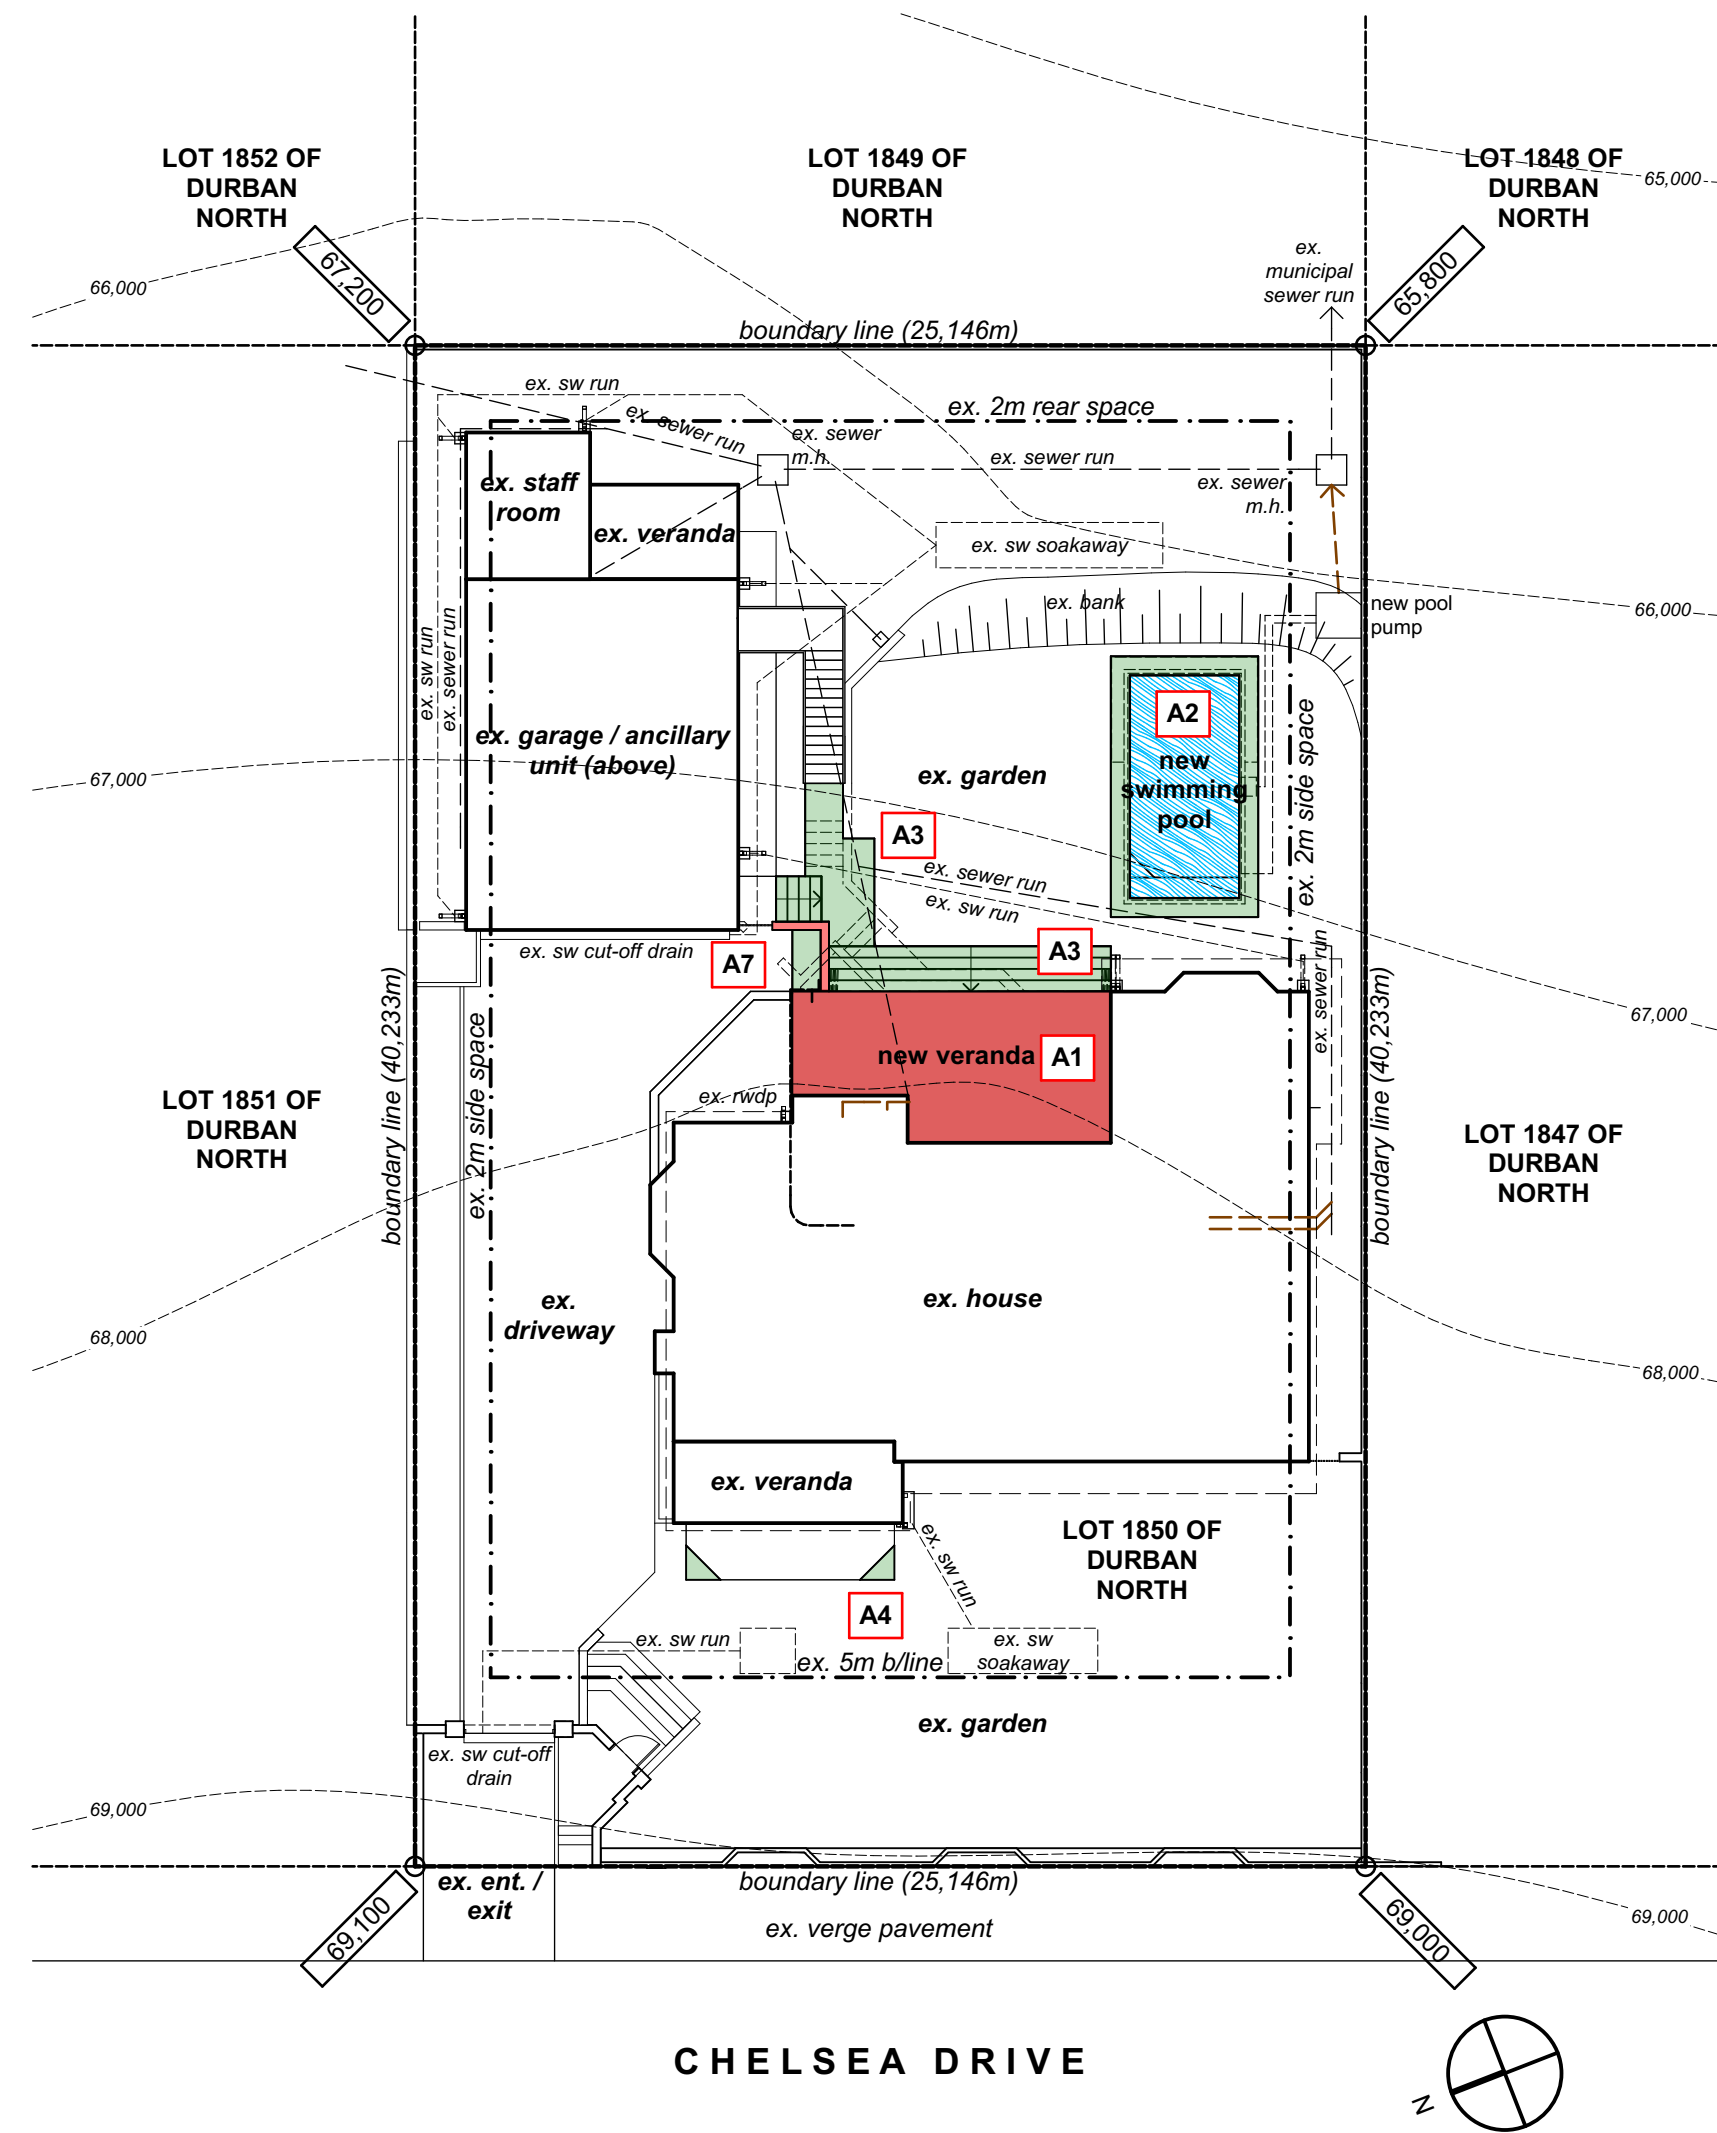 LOT 1852 OF
DURBAN
NORTH
LOT 1849 OF
DURBAN
NORTH
LOT 1848 OF
DURBAN
NORTH
65,000
66,000
67,200
65,800
ex.
municipal
sewer run
boundary line (25,146m)
ex. sw run
ex. sewer run
ex. 2m rear space
ex. sewer
m.h.
ex. sewer run
ex. sewer
m.h.
ex. staff
room
ex. veranda
ex. sw soakaway
ex. bank
new pool
pump
66,000
ex. sw run
ex. sewer run
ex. garage / ancillary
unit (above)
67,000
ex. garden
A2
new
swimming
pool
ex. 2m side space
A3
ex. sewer run
ex. sw run
ex. sw cut-off drain
A7
A3
ex. sewer run
67,000
boundary line (40,233m)
ex. 2m side space
new veranda
A1
ex. rwdp
boundary line (40,233m)
LOT 1851 OF
DURBAN
NORTH
LOT 1847 OF
DURBAN
NORTH
ex.
driveway
ex. house
68,000
68,000
ex. veranda
ex. sw run
LOT 1850 OF
DURBAN
NORTH
A4
ex. sw run
ex. sw
soakaway
ex. 5m b/line
ex. garden
ex. sw cut-off
drain
69,000
ex. ent. /
exit
boundary line (25,146m)
ex. verge pavement
69,000
69,100
69,000
CHELSEA DRIVE
N